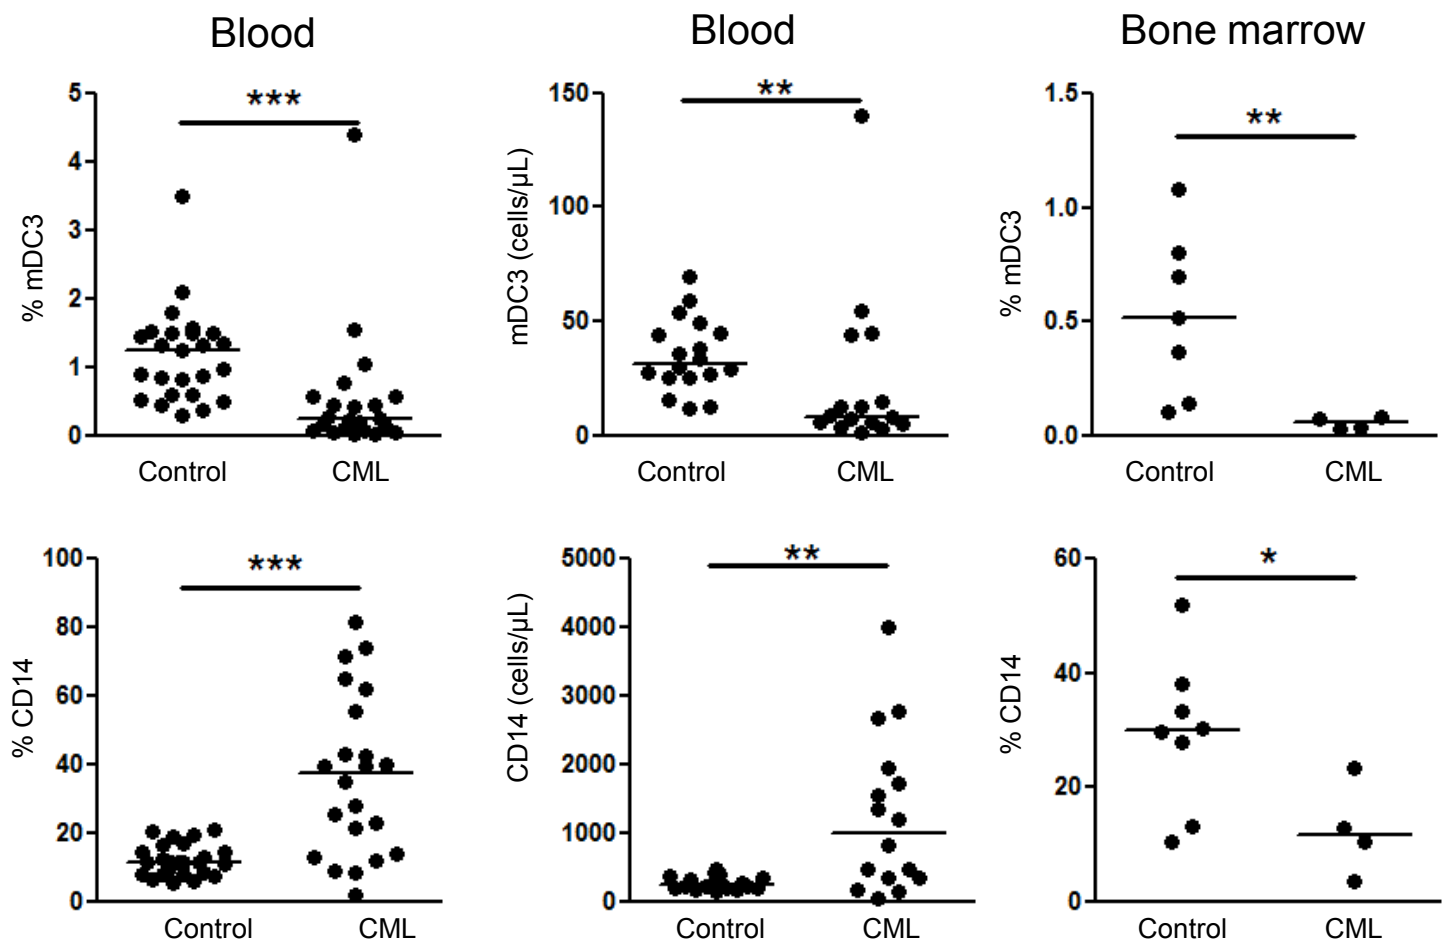 Blood
Blood
Bone marrow
% mDC3
5
4
3
2
1
0
***
Control
CML
mDC3 (cells/µL)
150
100
50
0
**
Control
CML
% mDC3
1.5
1.0
0.5
0.0
**
Control
CML
% CD14
100
80
60
40
20
0
***
Control
CML
CD14 (cells/µL)
5000
4000
3000
2000
1000
0
**
Control
CML
% CD14
60
40
20
0
*
Control
CML